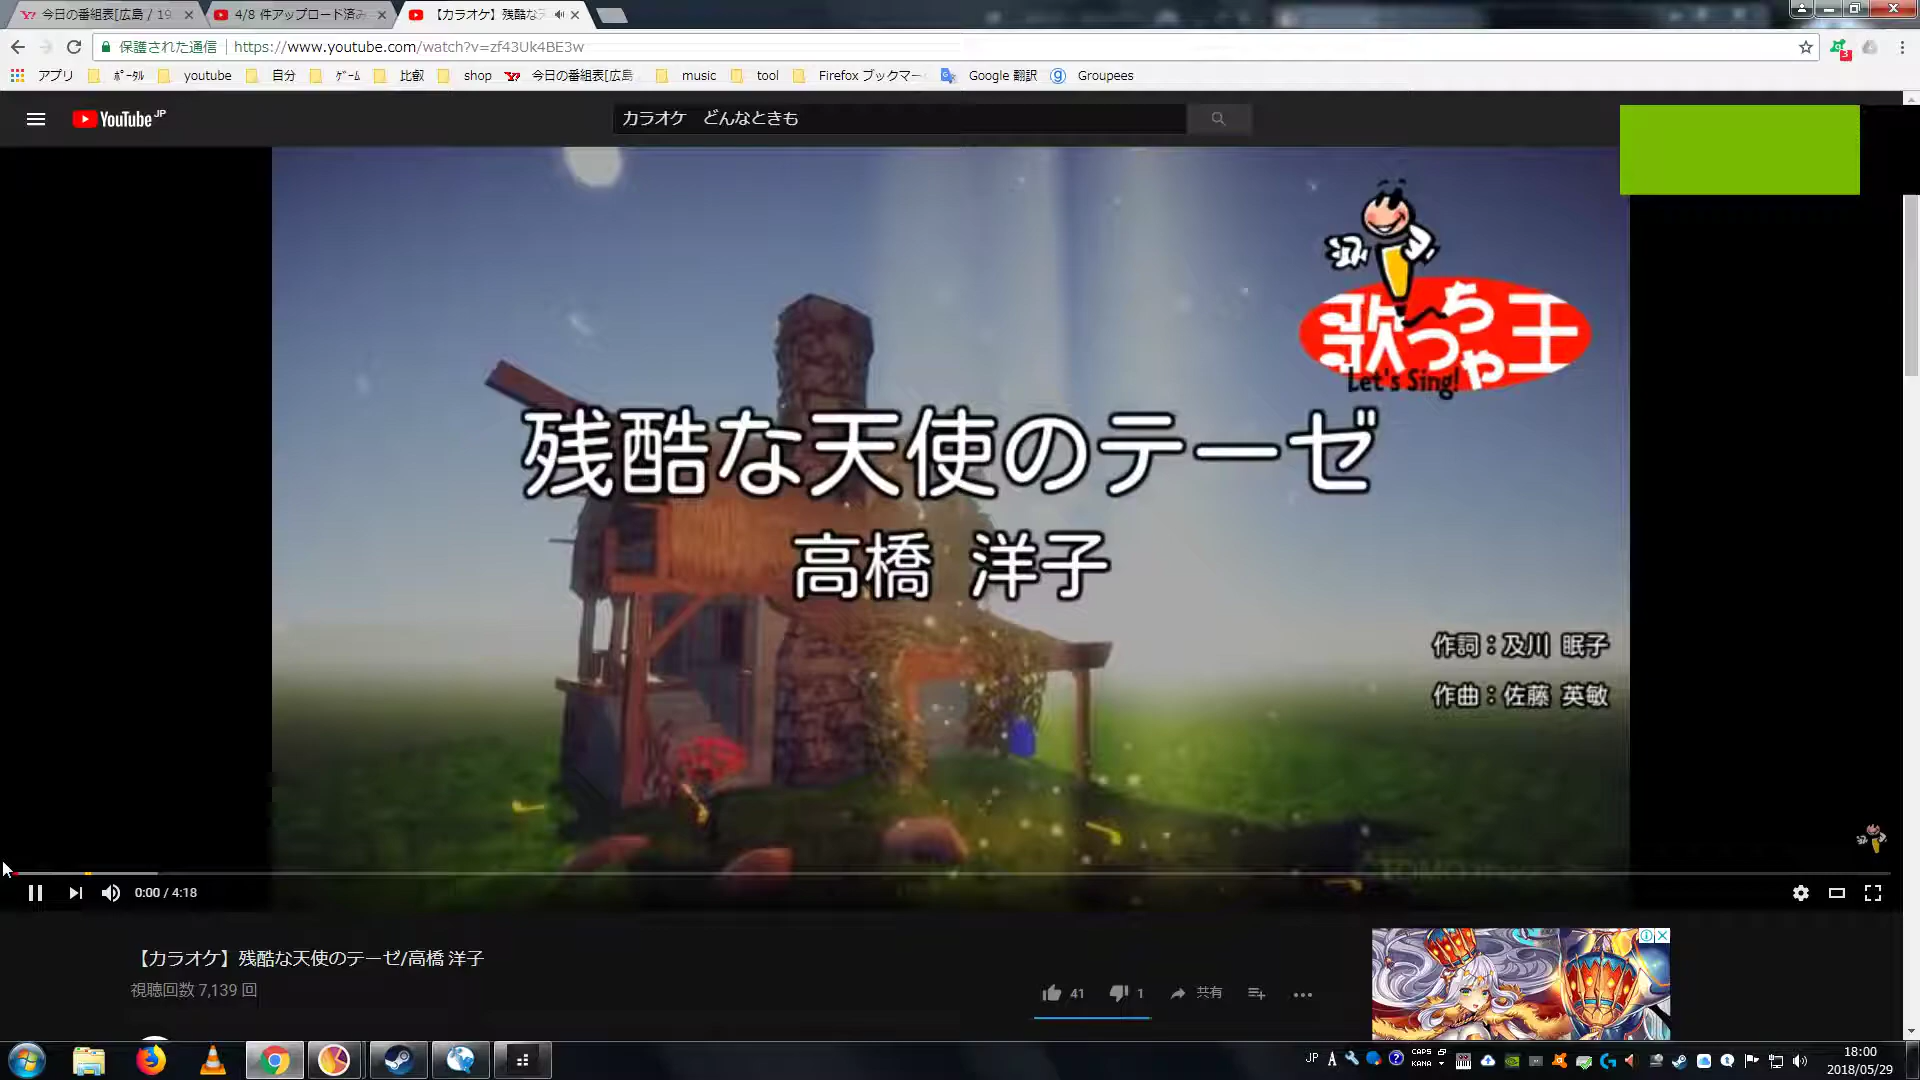 今日の番組表[広島 / 19
4/8 件アップロード済み
【カラオケ】残酷な天
保護された通信
https://www.youtube.com/watch?v=zf43Uk4BE3w
アプリ
ﾎﾟｰﾀﾙ
youtube
自分
ｹﾞｰﾑ
比叡
shop
今日の番組表[広島
music
tool
Firefox ブックマー
Google 翻訳
Groupees
YouTube JP
カラオケ　どんなときも
歌っちゃ王
Let's Sing!
残酷な天使のテーゼ
高橋 洋子
作詞：及川 眠子
作曲：佐藤 英敏
0:00 / 4:18
【カラオケ】残酷な天使のテーゼ/高橋 洋子
視聴回数 7,139 回
41
1
共有
JP
A
CAPS
KANA
18:00
2018/05/29